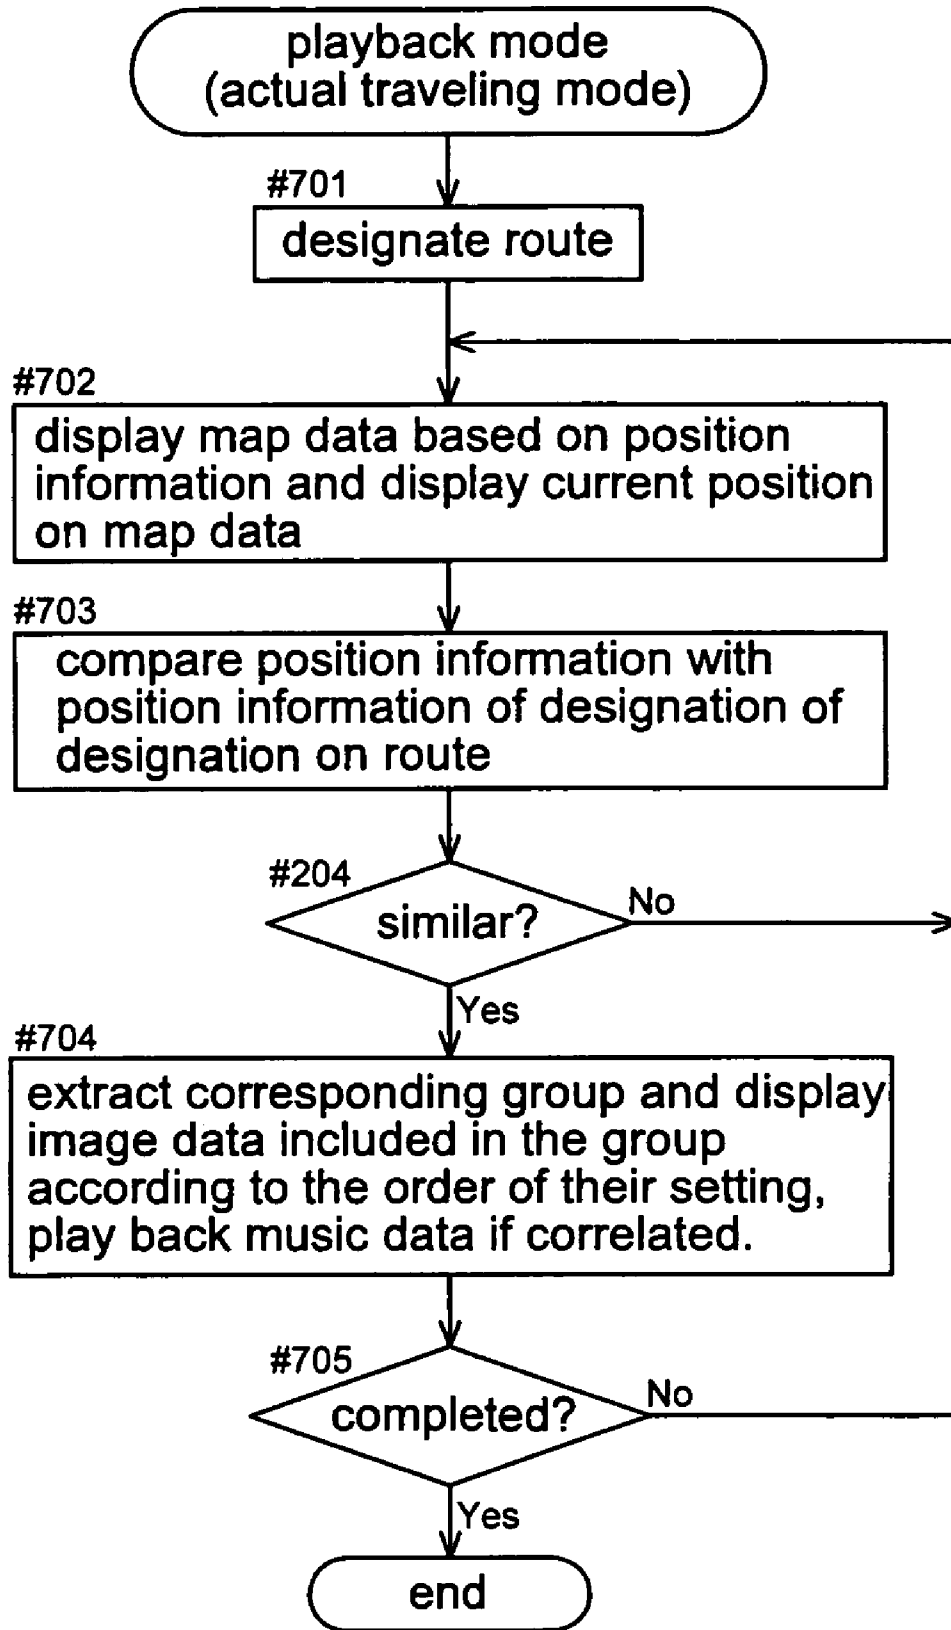 playback mode
(actual traveling mode)
#701
designate route
#702
display map data based on position
information and display current position
on map data
#703
compare position information with
position information of designation of
designation on route
#204
similar?
No
Yes
#704
extract corresponding group and display
image data included in the group
according to the order of their setting,
play back music data if correlated.
#705
completed?
No
Yes
end